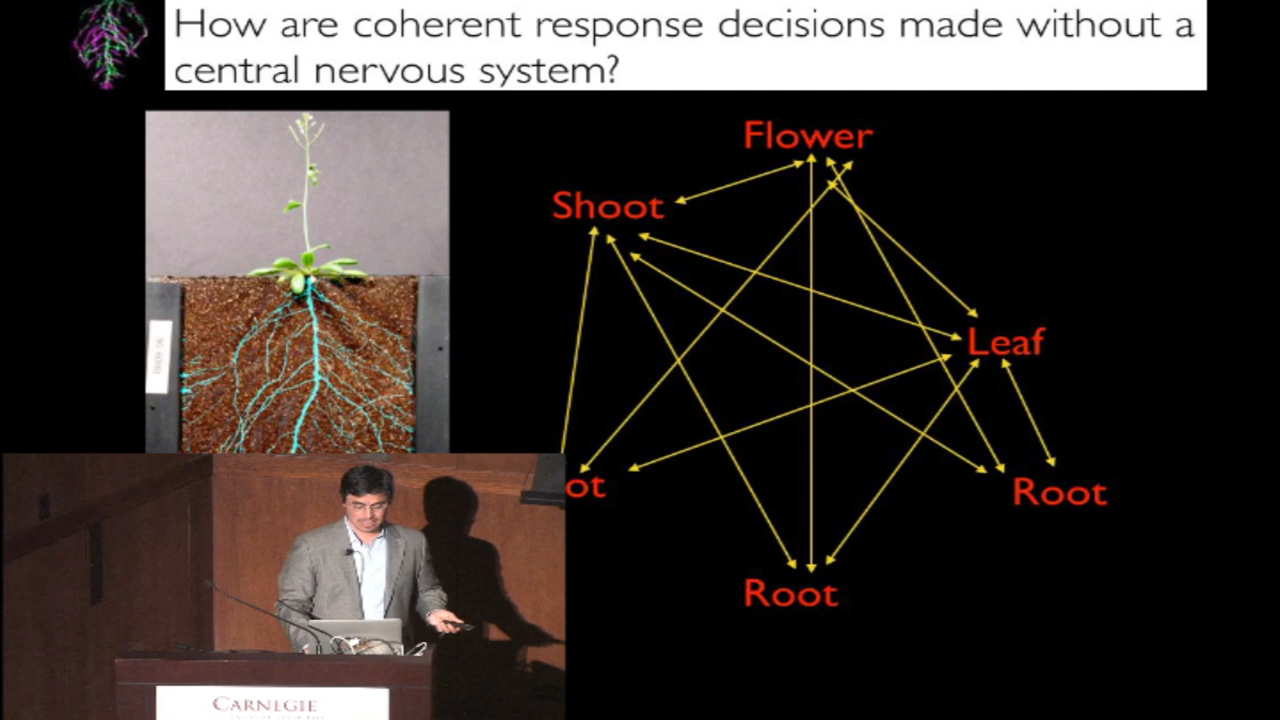 How are coherent response decisions made without a
central nervous system?
Flower
Shoot
Leaf
ot
Root
Root
CARNEGIE